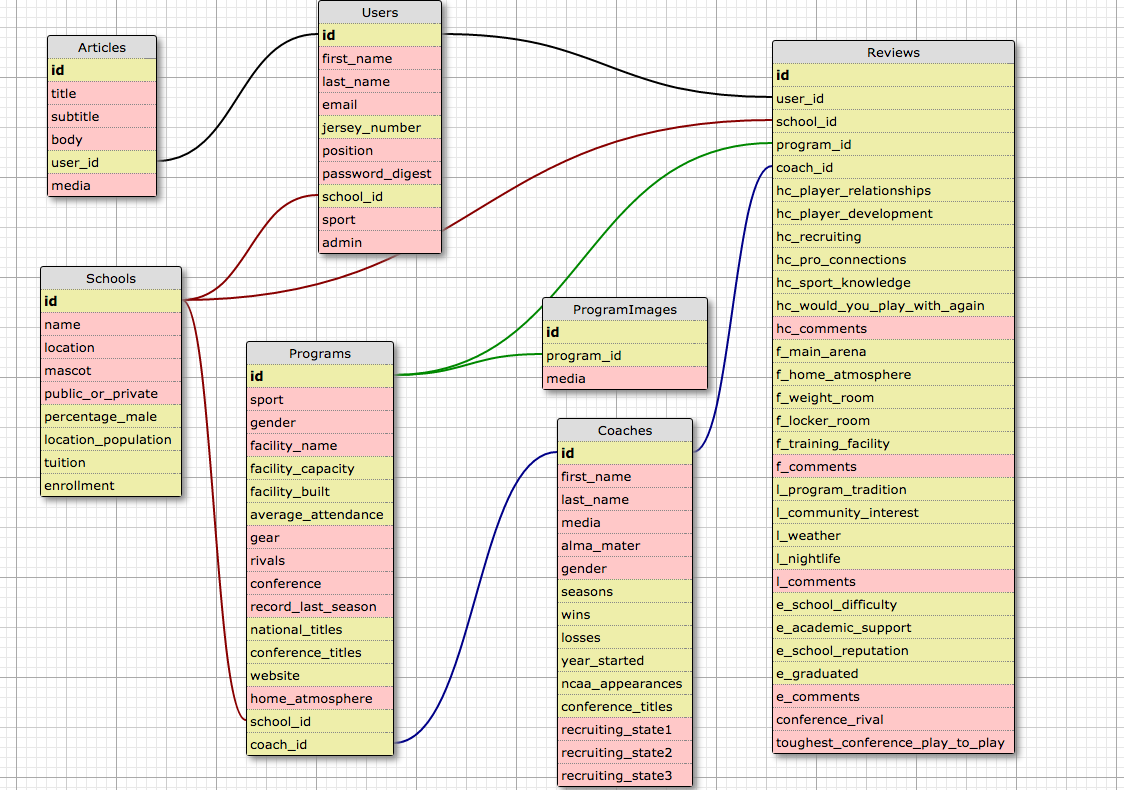 Users
id
first_name
last_name
email
jersey_number
position
password_digest
school_id
sport
admin
Articles
id
title
subtitle
body
user_id
media
Reviews
id
user_id
school_id
program_id
coach_id
hc_player_relationships
hc_player_development
hc_recruiting
hc_pro_connections
hc_sport_knowledge
hc_would_you_play_with_again
hc_comments
f_main_arena
f_home_atmosphere
f_weight_room
f_locker_room
f_training_facility
f_comments
l_program_tradition
l_community_interest
l_weather
l_nightlife
l_comments
e_school_difficulty
e_academic_support
e_school_reputation
e_graduated
e_comments
conference_rival
toughest_conference_play_to_play
Schools
id
name
location
mascot
public_or_private
percentage_male
location_population
tuition
enrollment
Programs
id
sport
gender
facility_name
facility_capacity
facility_built
average_attendance
gear
rivals
conference
record_last_season
national_titles
conference_titles
website
home_atmosphere
school_id
coach_id
ProgramImages
id
program_id
media
Coaches
id
first_name
last_name
media
alma_mater
gender
seasons
wins
losses
year_started
ncaa_appearances
conference_titles
recruiting_state1
recruiting_state2
recruiting_state3